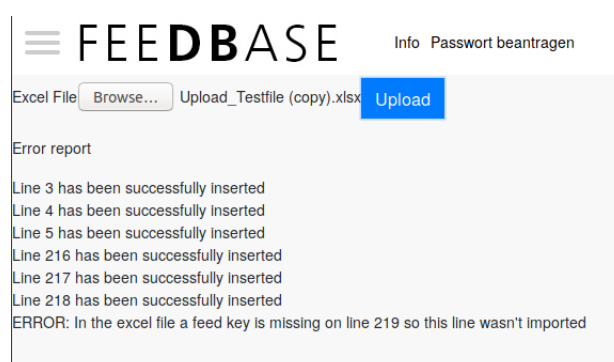 FEEDBASE Info Passwort beantragen
Excel File Browse... Upload_Testfile (copy).xlsx Upload
Error report
Line 3 has been successfully inserted
Line 4 has been successfully inserted
Line 5 has been successfully inserted
Line 216 has been successfully inserted
Line 217 has been successfully inserted
Line 218 has been successfully inserted
ERROR: In the excel file a feed key is missing on line 219 so this line wasn't imported